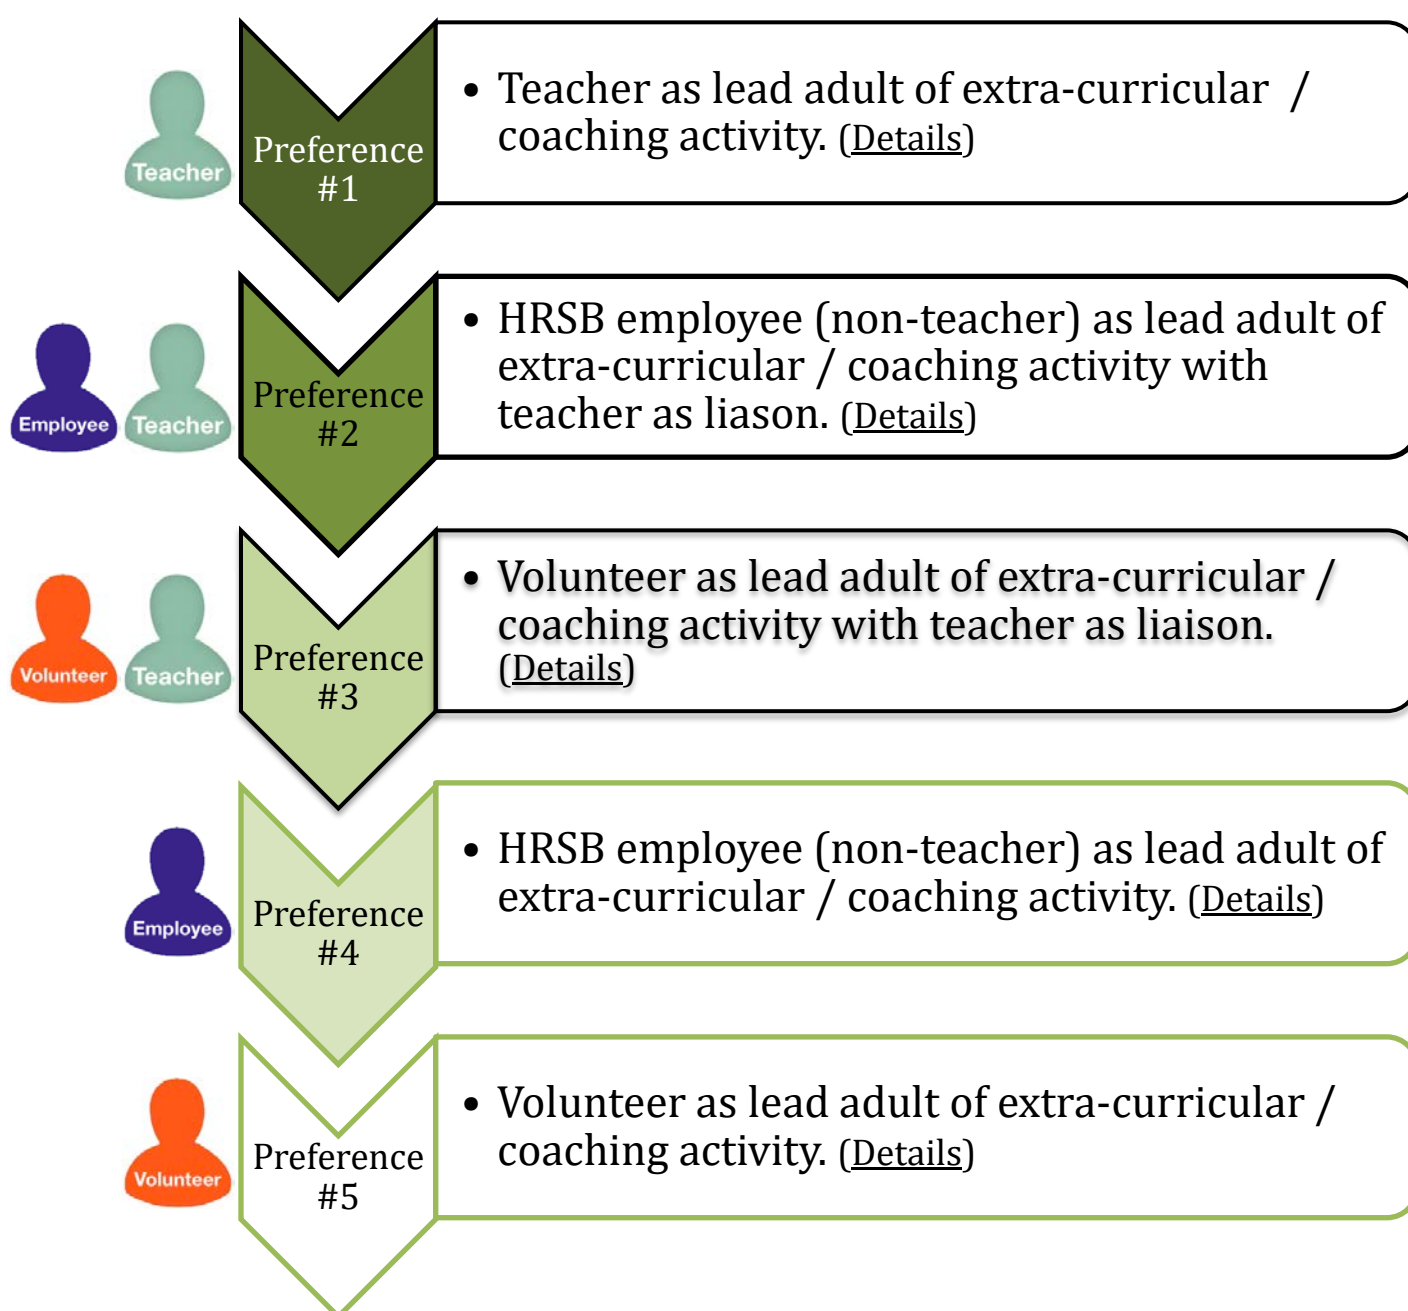 Teacher
Preference
#1
• Teacher as lead adult of extra-curricular /
coaching activity. (Details)
Employee Teacher
Preference
#2
• HRSB employee (non-teacher) as lead adult of
extra-curricular / coaching activity with
teacher as liason. (Details)
Volunteer Teacher
Preference
#3
• Volunteer as lead adult of extra-curricular /
coaching activity with teacher as liaison.
(Details)
Employee
Preference
#4
• HRSB employee (non-teacher) as lead adult of
extra-curricular / coaching activity. (Details)
Volunteer
Preference
#5
• Volunteer as lead adult of extra-curricular /
coaching activity. (Details)